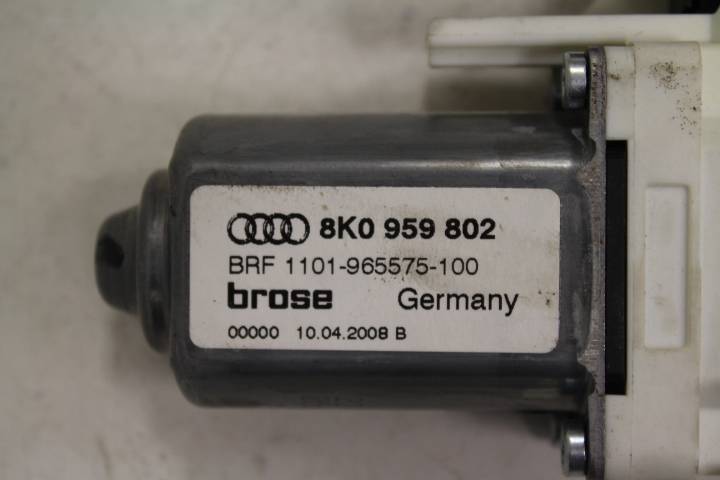 8K0 959 802
BRF 1101-965575-100
brose Germany
00000 10.04.2008 B